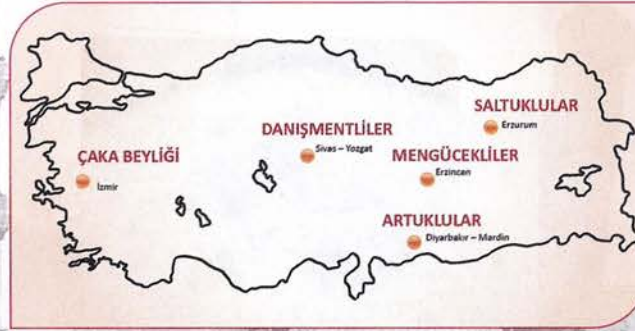 SALTUKLULAR
Erzurum
DANIŞMENTLİLER
Sivas – Yozgat
MENGÜCEKLİLER
Erzincan
ÇAKA BEYLİĞİ
İzmir
ARTUKLULAR
Diyarbakır – Mardin